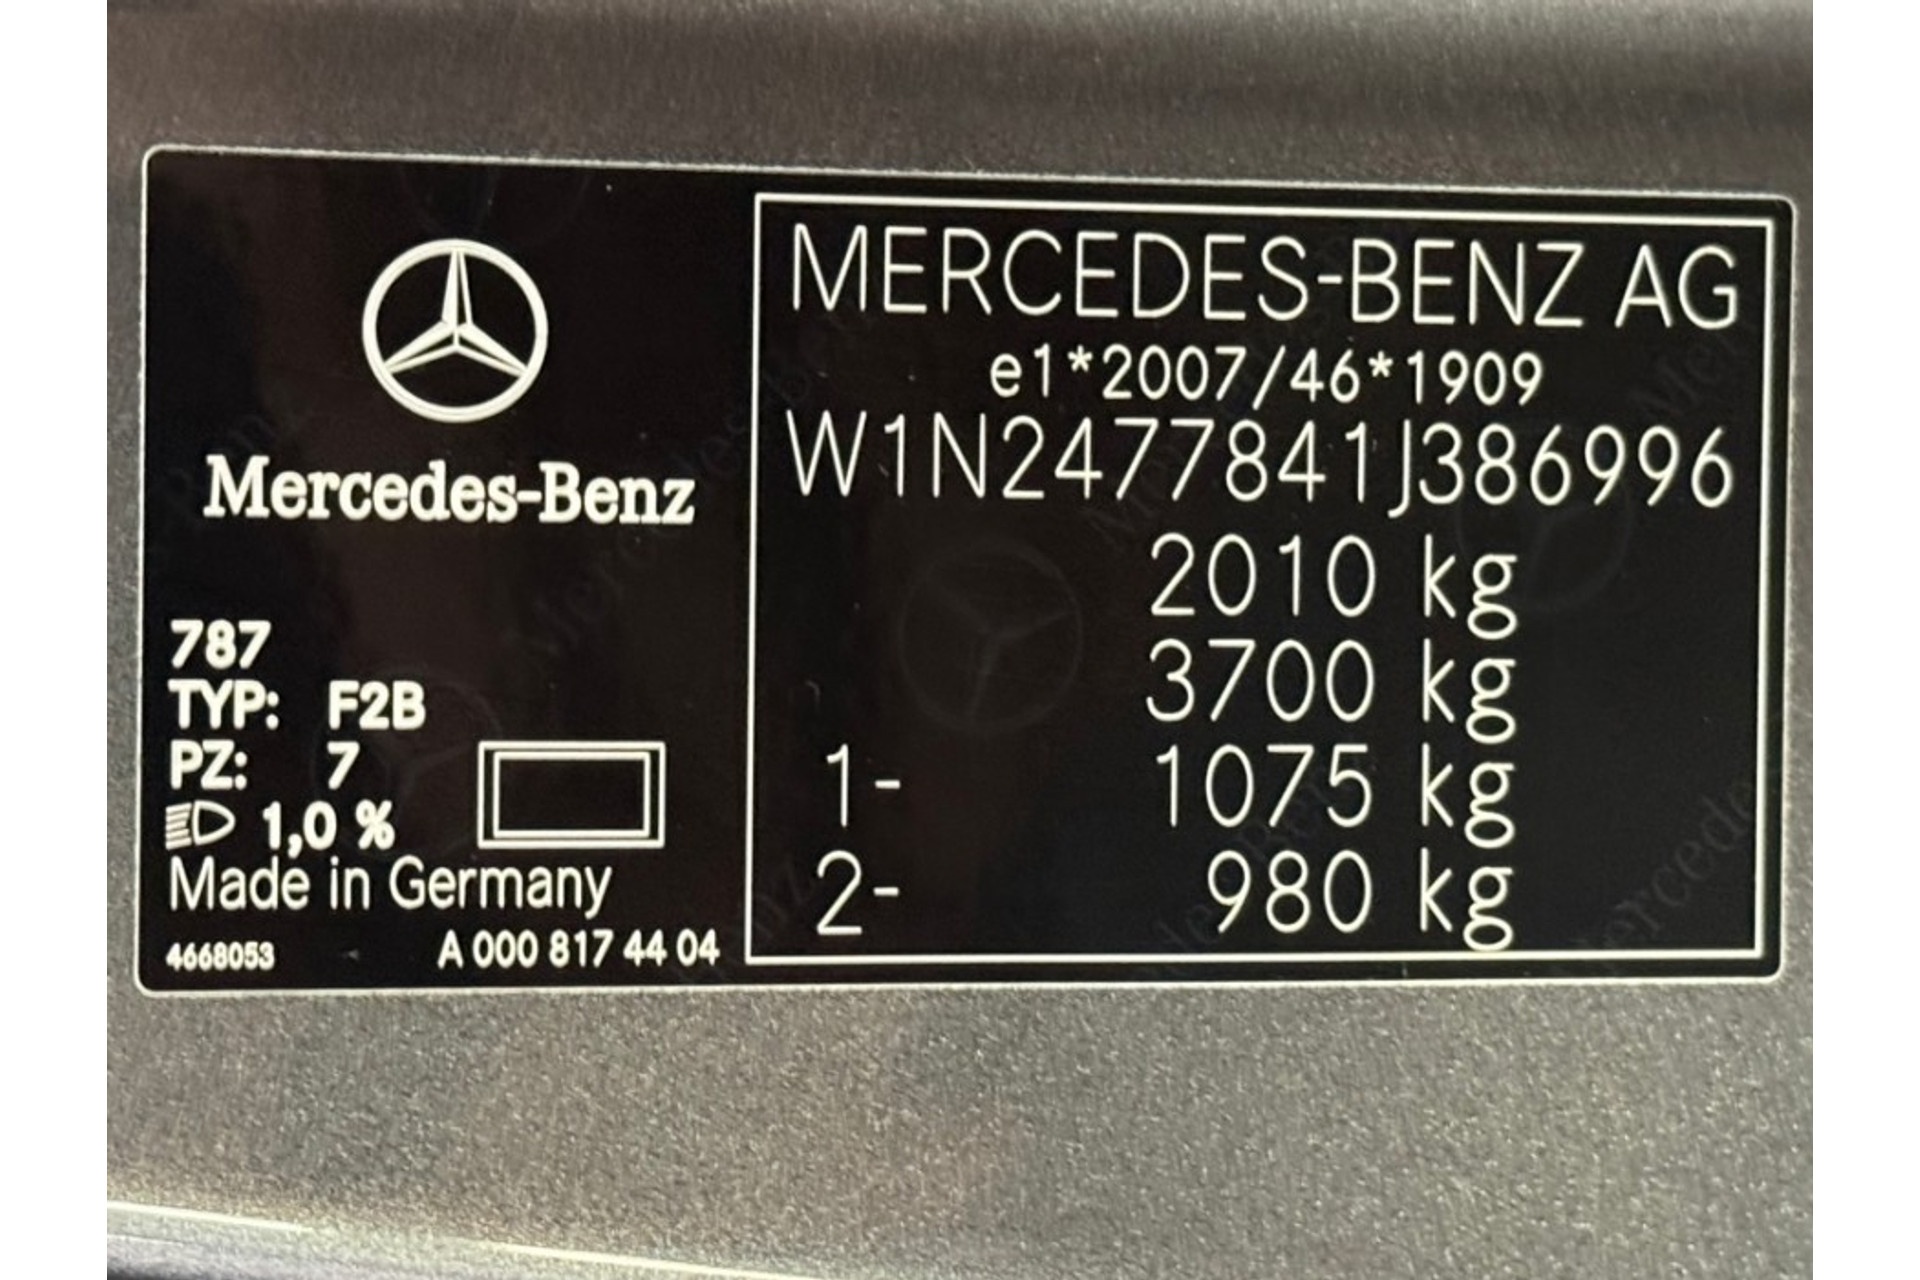 Mercedes-Benz
787
TYP: F2B
PZ: 7
1,0 %
Made in Germany
4668053 A 000 817 44 04
MERCEDES-BENZ AG
e1*2007/46*1909
W1N2477841J386996
2010 kg
3700 kg
1- 1075 kg
2- 980 kg